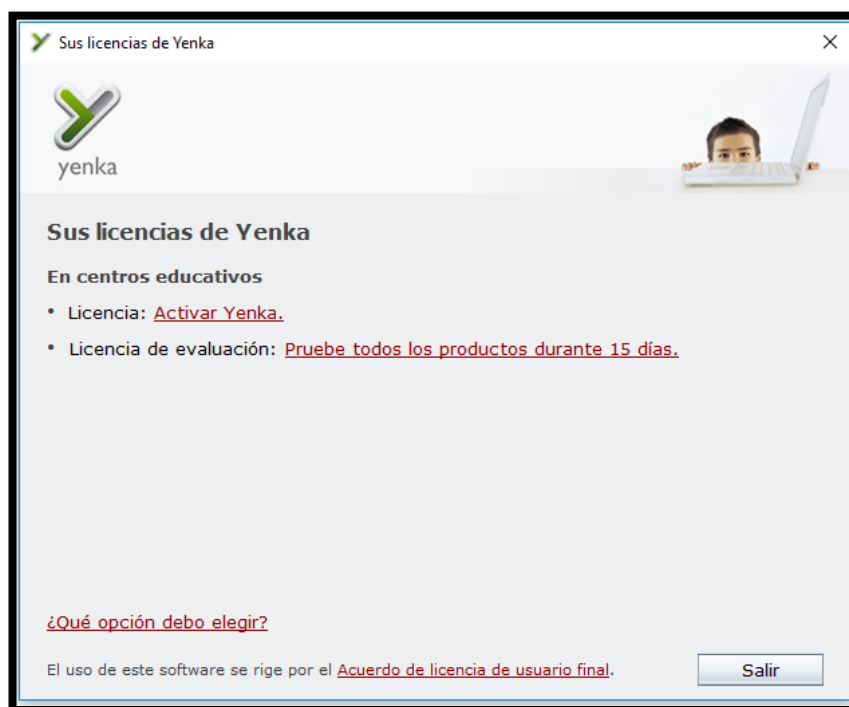 Sus licencias de Yenka
yenka
Sus licencias de Yenka
En centros educativos
• Licencia: Activar Yenka.
• Licencia de evaluación: Pruebe todos los productos durante 15 días.
¿Qué opción debo elegir?
El uso de este software se rige por el Acuerdo de licencia de usuario final.
Salir